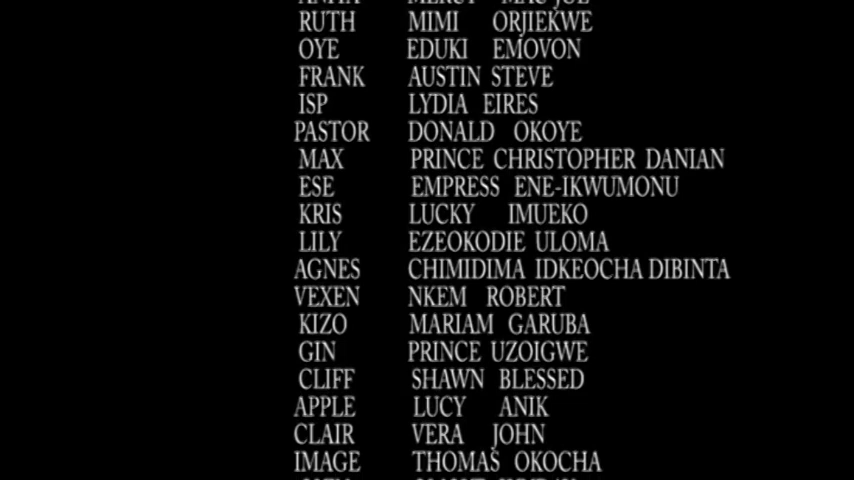 RUTH MIMI ORJIEKWE
OYE EDUKI EMOVON
FRANK AUSTIN STEVE
ISP LYDIA EIRES
PASTOR DONALD OKOYE
MAX PRINCE CHRISTOPHER DANIAN
ESE EMPRESS ENE-IKWUMONU
KRIS LUCKY IMUEKO
LILY EZEOKODIE ULOMA
AGNES CHIMIDIMA IDKEOCHA DIBINTA
VEXEN NKEM ROBERT
KIZO MARIAM GARUBA
GIN PRINCE UZOIGWE
CLIFF SHAWN BLESSED
APPLE LUCY ANIK
CLAIR VERA JOHN
IMAGE THOMAS OKOCHA